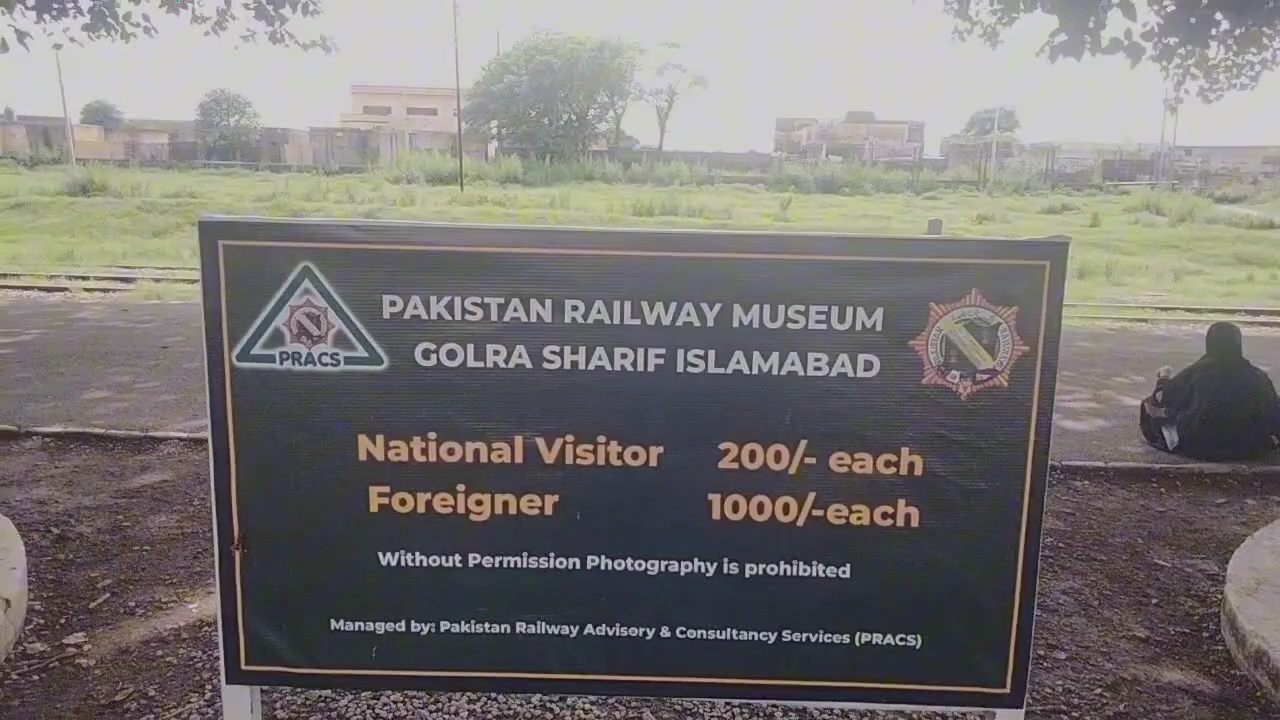 PAKISTAN RAILWAY MUSEUM
GOLRA SHARIF ISLAMABAD
PRACS
National Visitor 200/- each
Foreigner 1000/-each
Without Permission Photography is prohibited
Managed by: Pakistan Railway Advisory & Consultancy Services (PRACS)